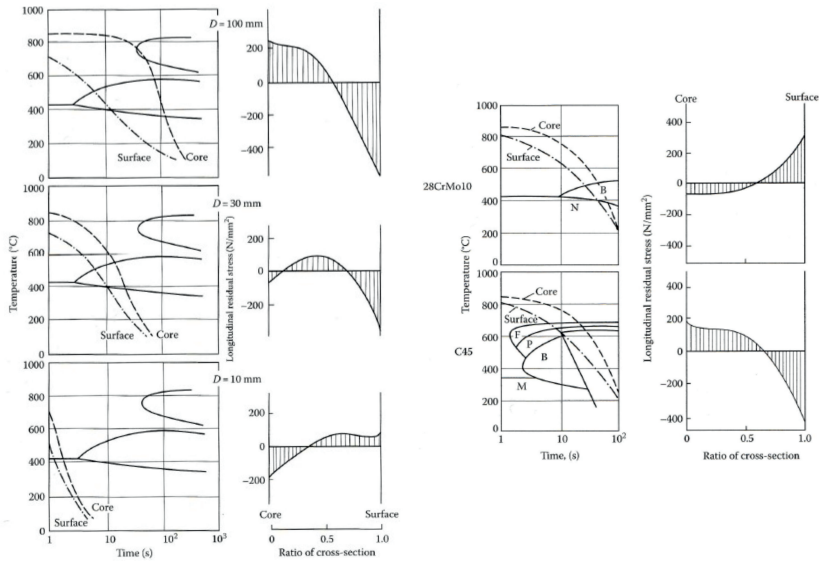 D = 100 mm
1000
800
600
400
200
0
Surface
Core
200
0
−200
−400
D = 30 mm
1000
800
600
400
200
0
Surface
Core
200
0
−200
D = 10 mm
1000
800
600
400
200
0
Core
Surface
200
0
−200
Temperature (°C)
Longitudinal residual stress (N/mm²)
1
10
10²
10³
Time (s)
Core
Surface
0
0.5
1.0
Ratio of cross-section
28CrMo10
1000
800
600
400
200
0
Core
Surface
B
N
Core
Surface
400
200
0
−200
−400
C45
1000
800
600
400
200
0
Core
Surface
F
P
B
M
1
10
10²
Time, (s)
Temperature (°C)
Longitudinal residual stress (N/mm²)
400
200
0
−200
−400
0
0.5
1.0
Ratio of cross-section